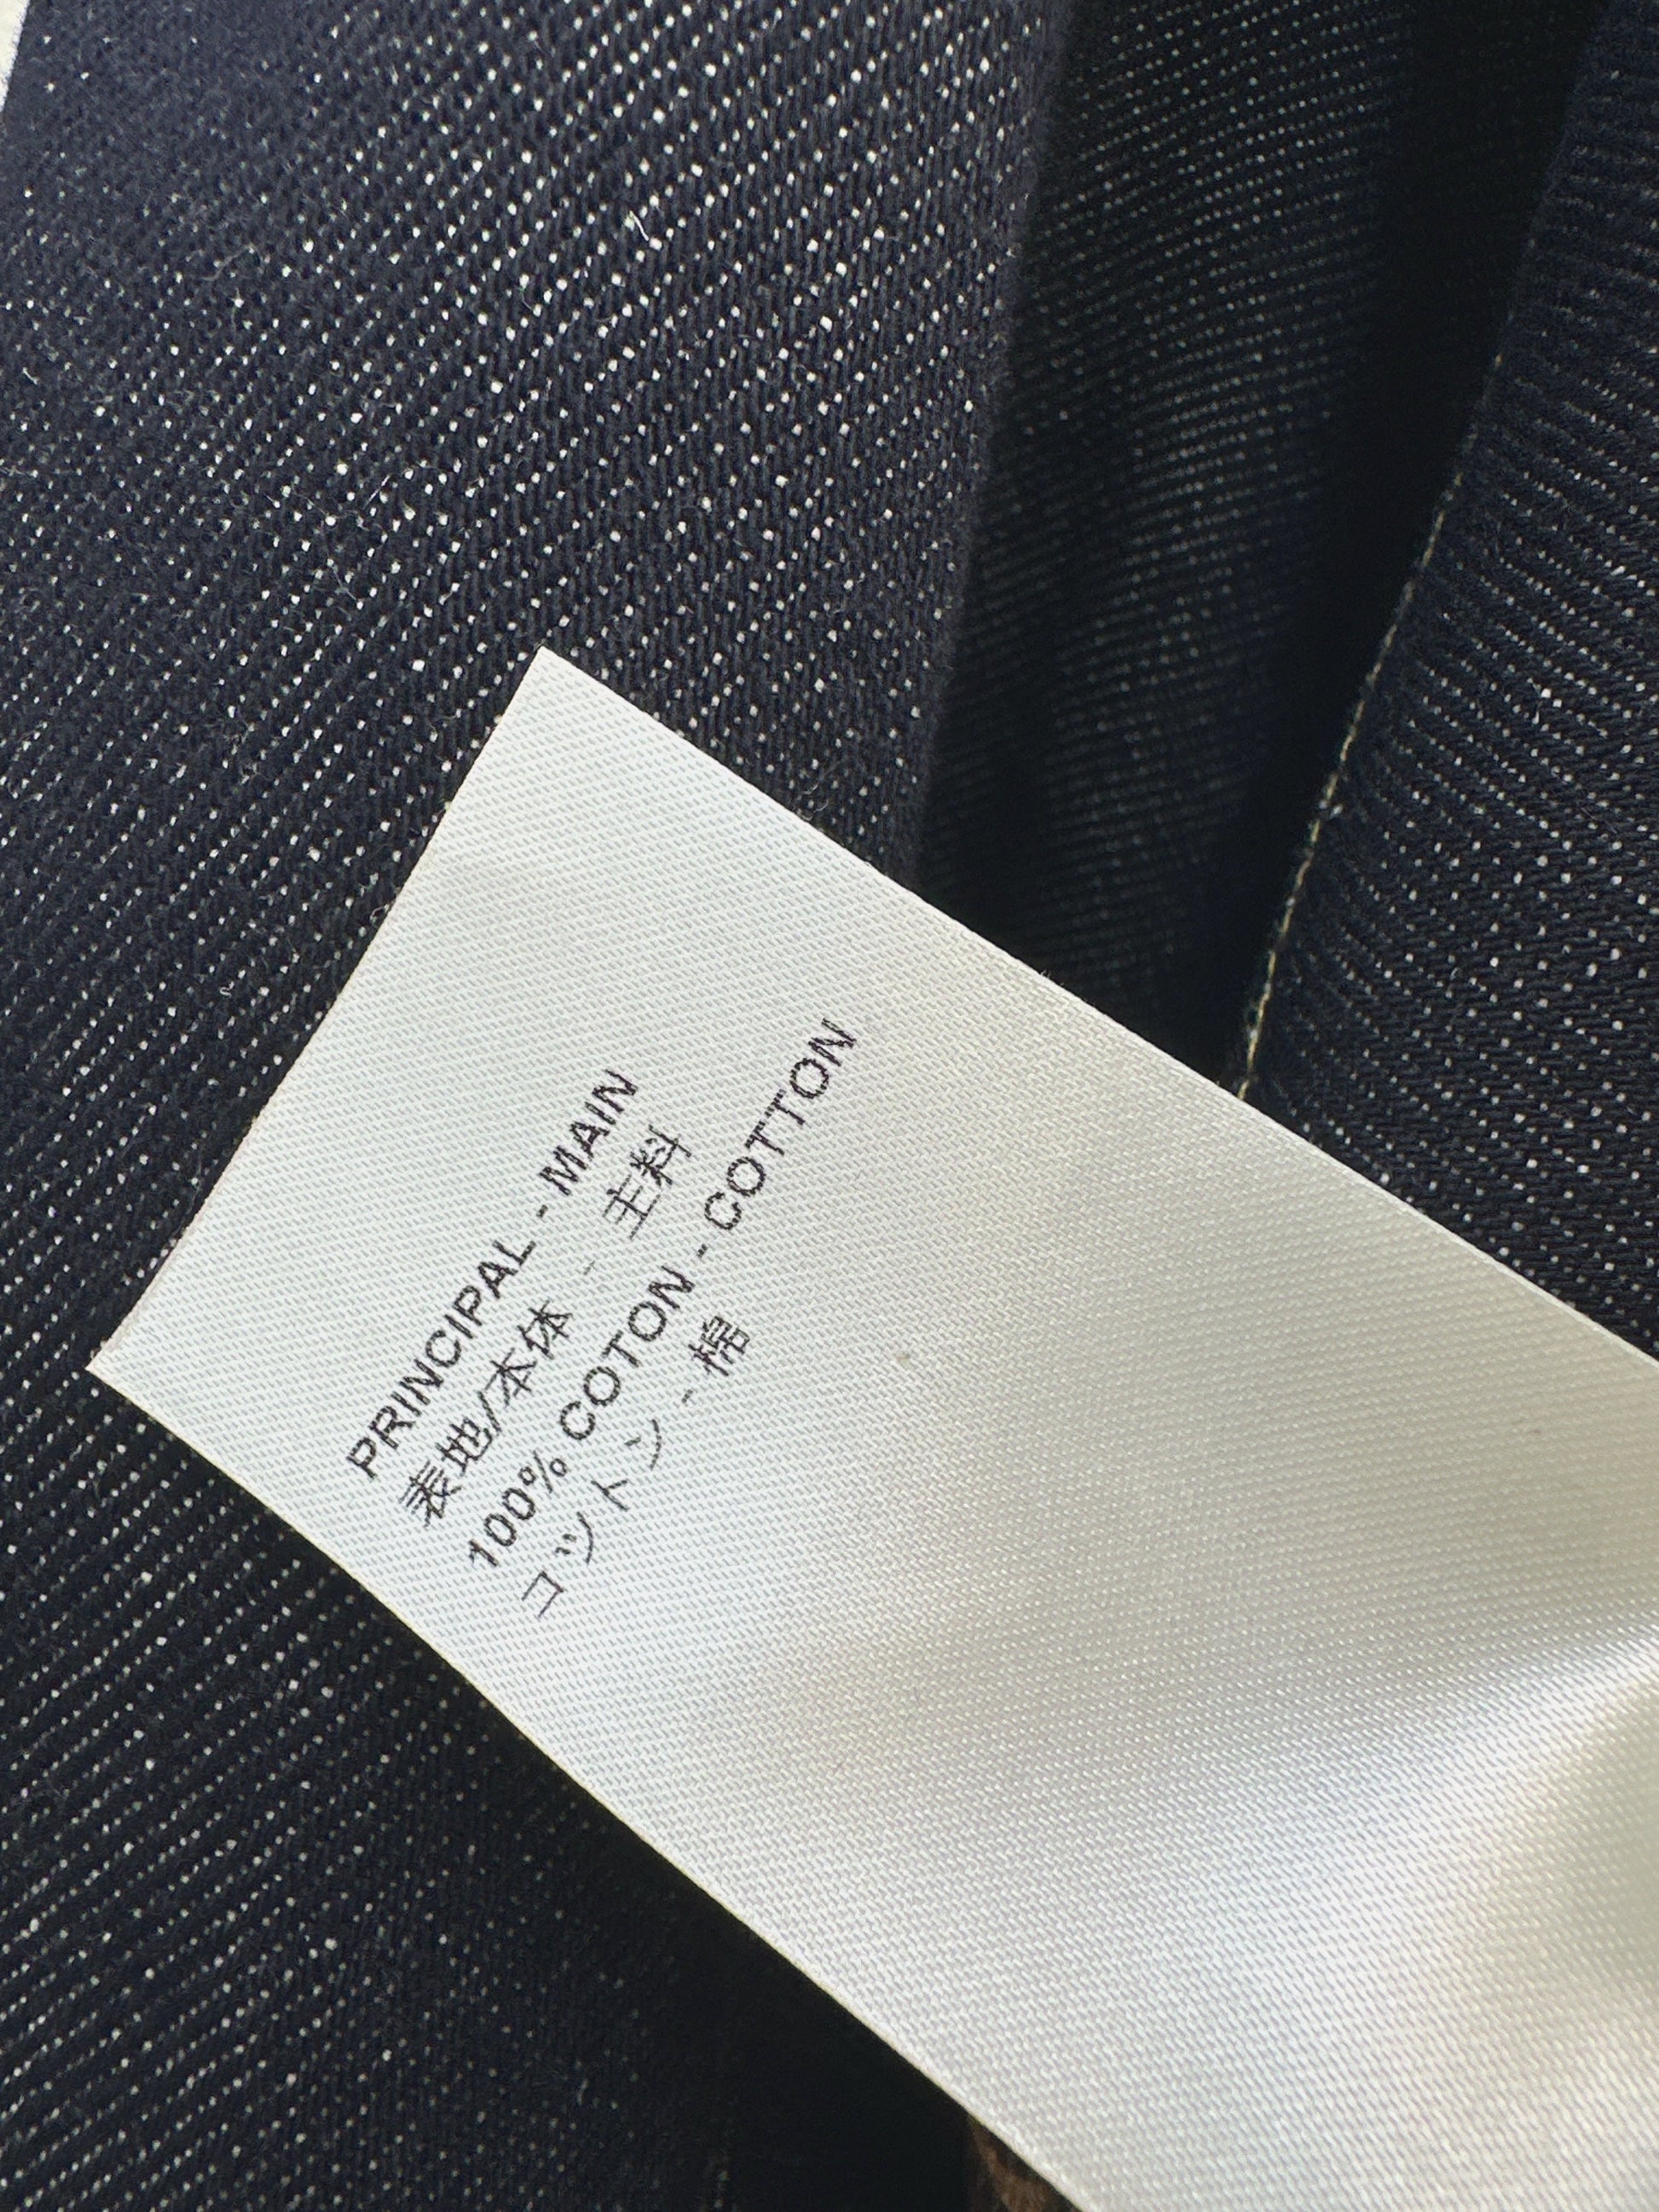 PRINCIPAL - MAIN
表地/本体 - 主料
100% COTON - COTTON
コットン - 棉